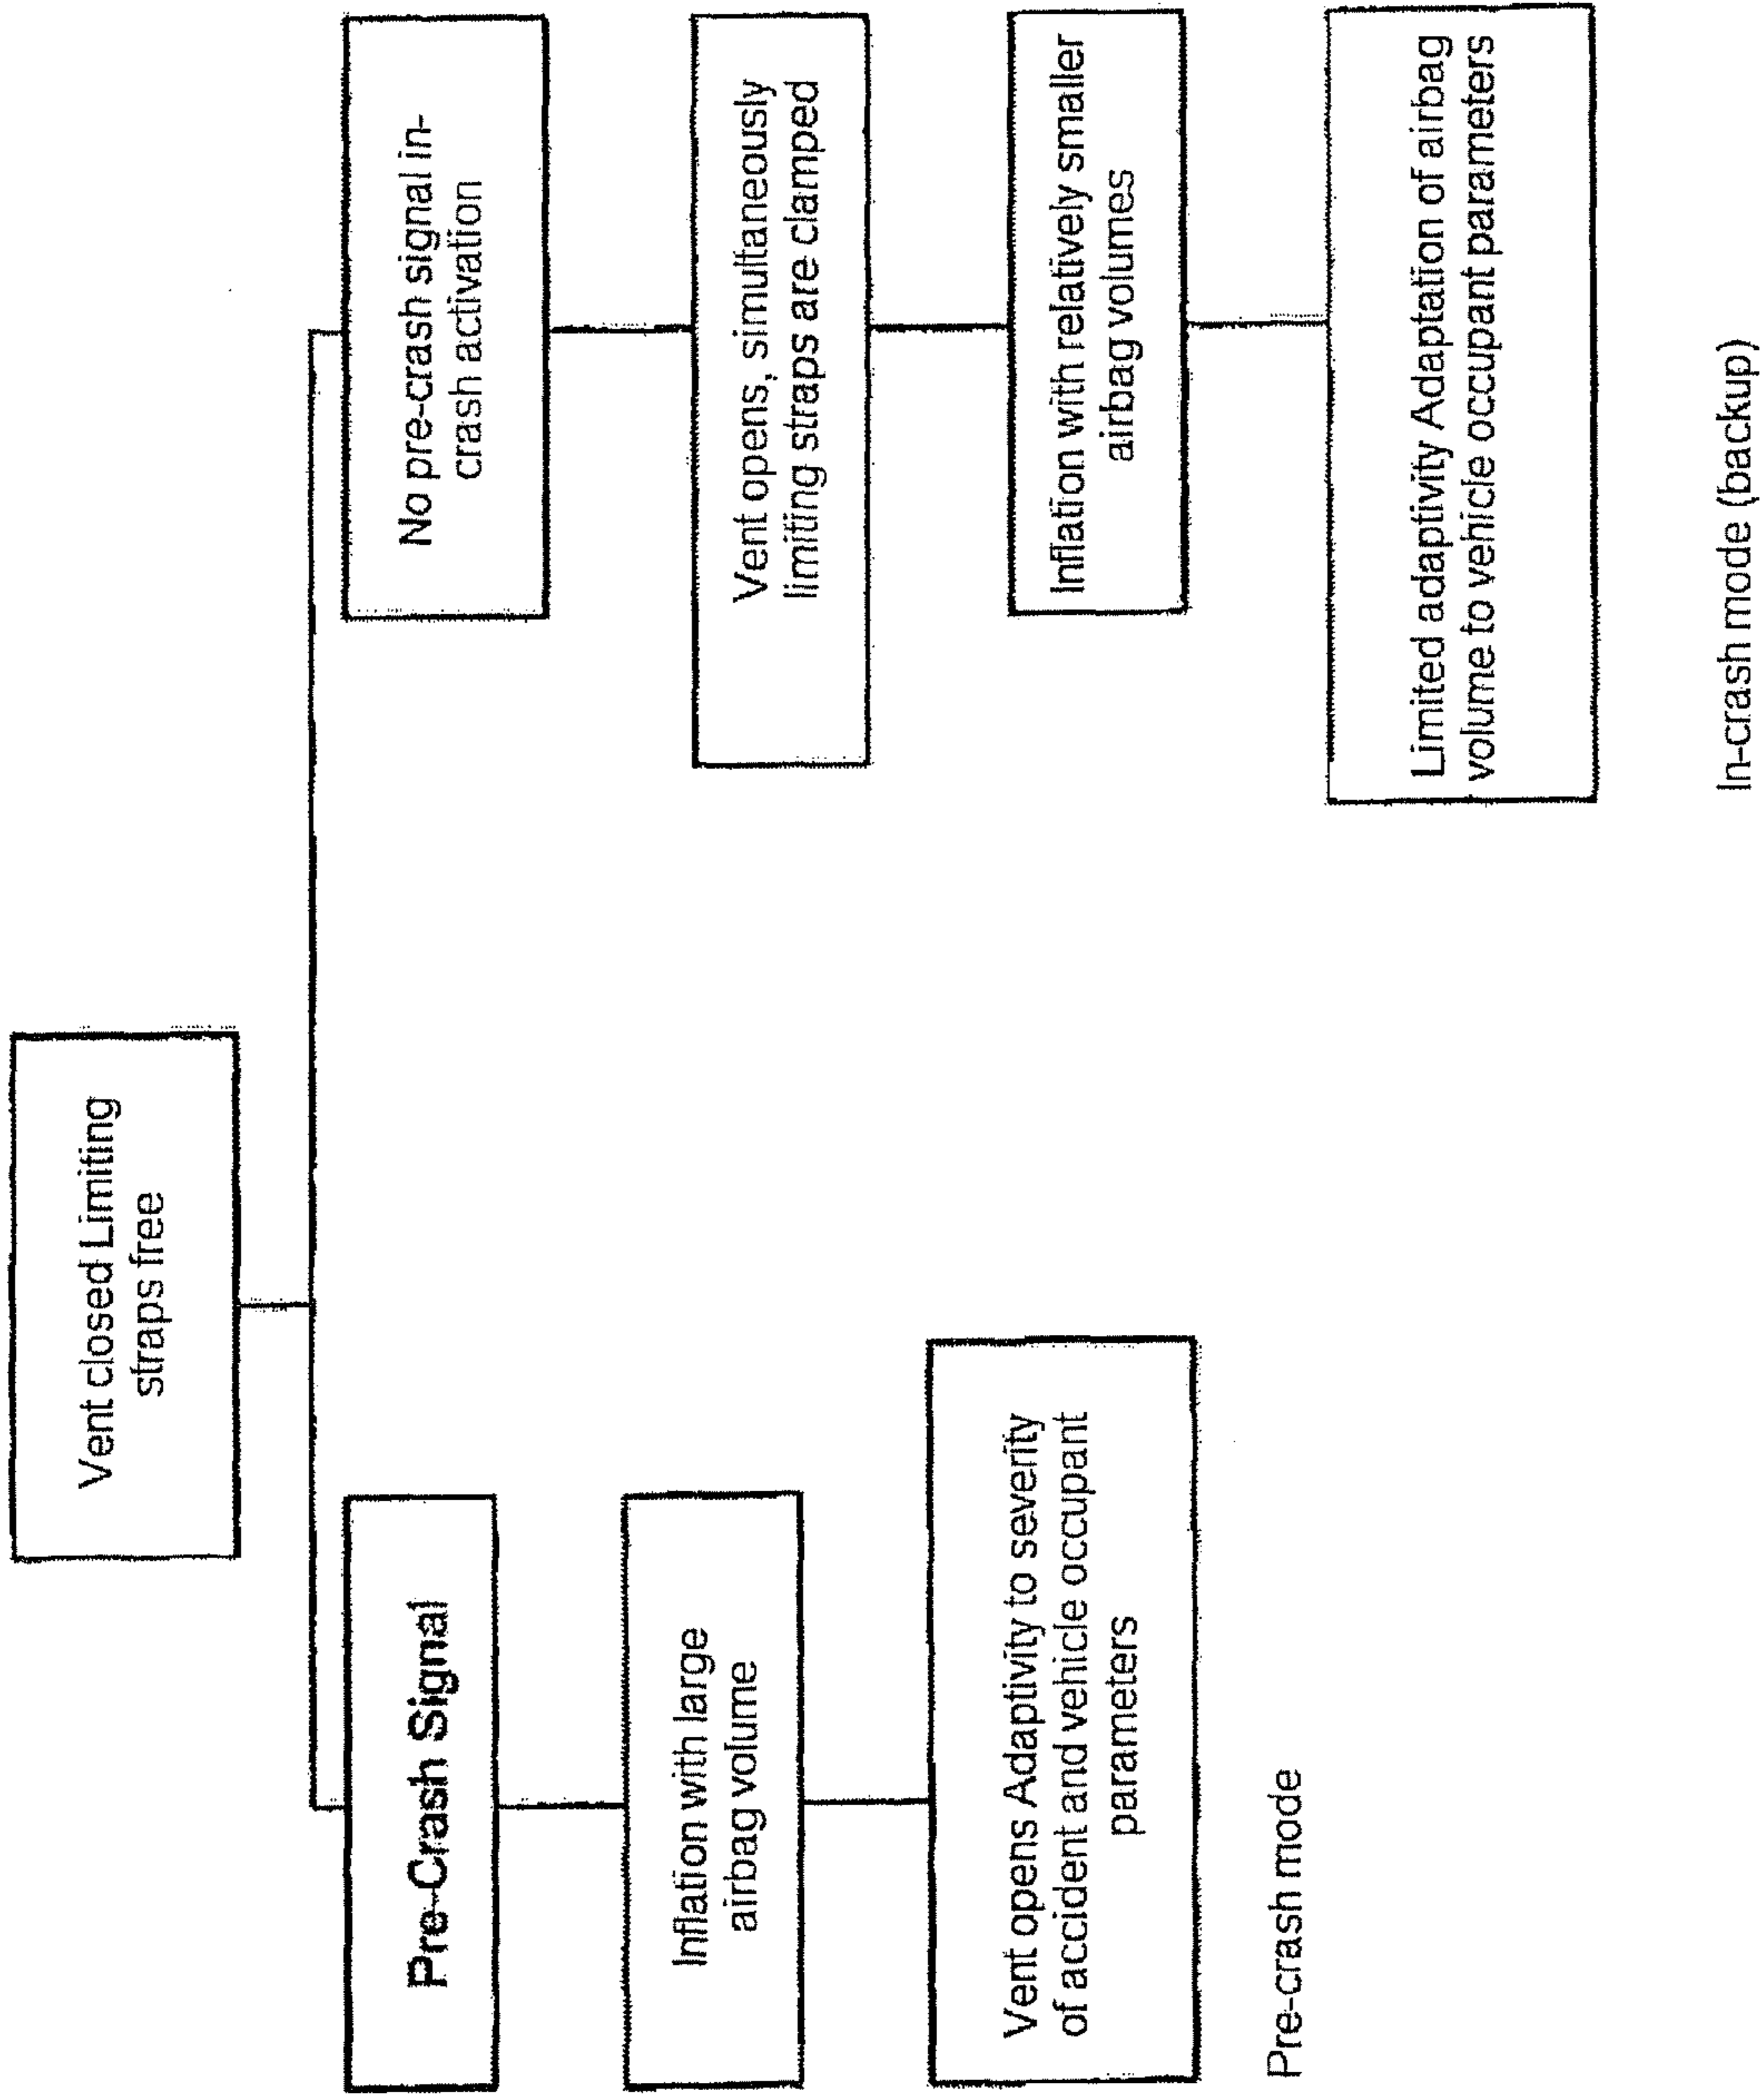 Vent closed Limiting
straps free
Pre-Crash Signal
Inflation with large
airbag volume
Vent opens Adaptivity to severity
of accident and vehicle occupant
parameters
Pre-crash mode
No pre-crash signal in-
crash activation
Vent opens, simultaneously
limiting straps are clamped
Inflation with relatively smaller
airbag volumes
Limited adaptivity Adaptation of airbag
volume to vehicle occupant parameters
In-crash mode (backup)